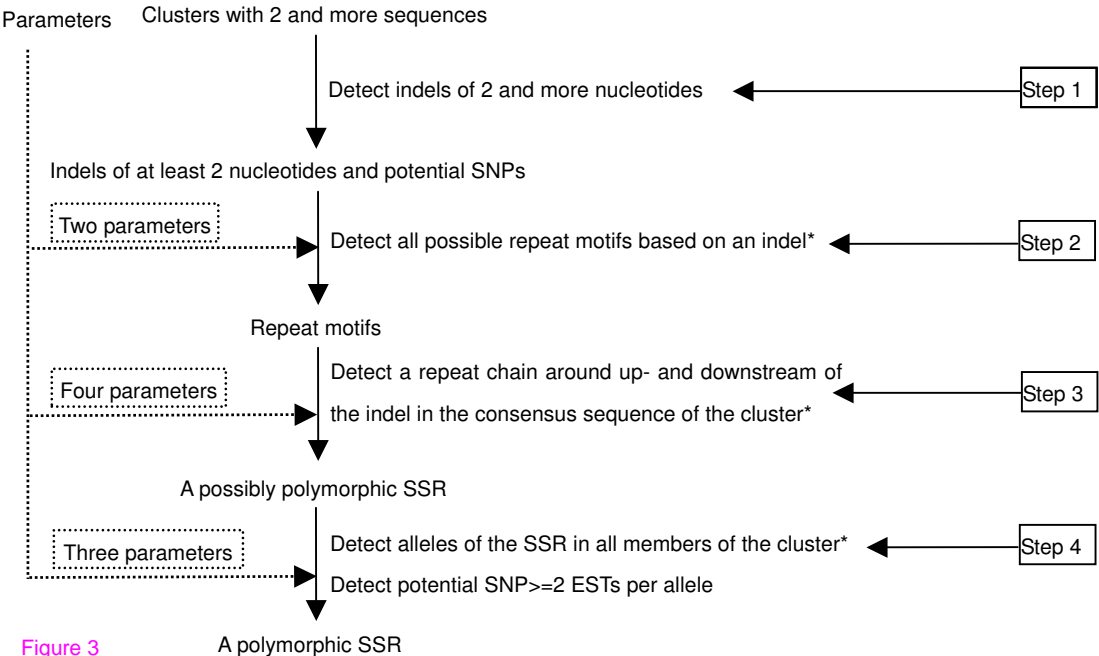 Parameters
Clusters with 2 and more sequences
Detect indels of 2 and more nucleotides
Step 1
Indels of at least 2 nucleotides and potential SNPs
Two parameters
Detect all possible repeat motifs based on an indel*
Step 2
Repeat motifs
Four parameters
Detect a repeat chain around up- and downstream of
the indel in the consensus sequence of the cluster*
Step 3
A possibly polymorphic SSR
Three parameters
Detect alleles of the SSR in all members of the cluster*
Step 4
Detect potential SNP>=2 ESTs per allele
Figure 3
A polymorphic SSR